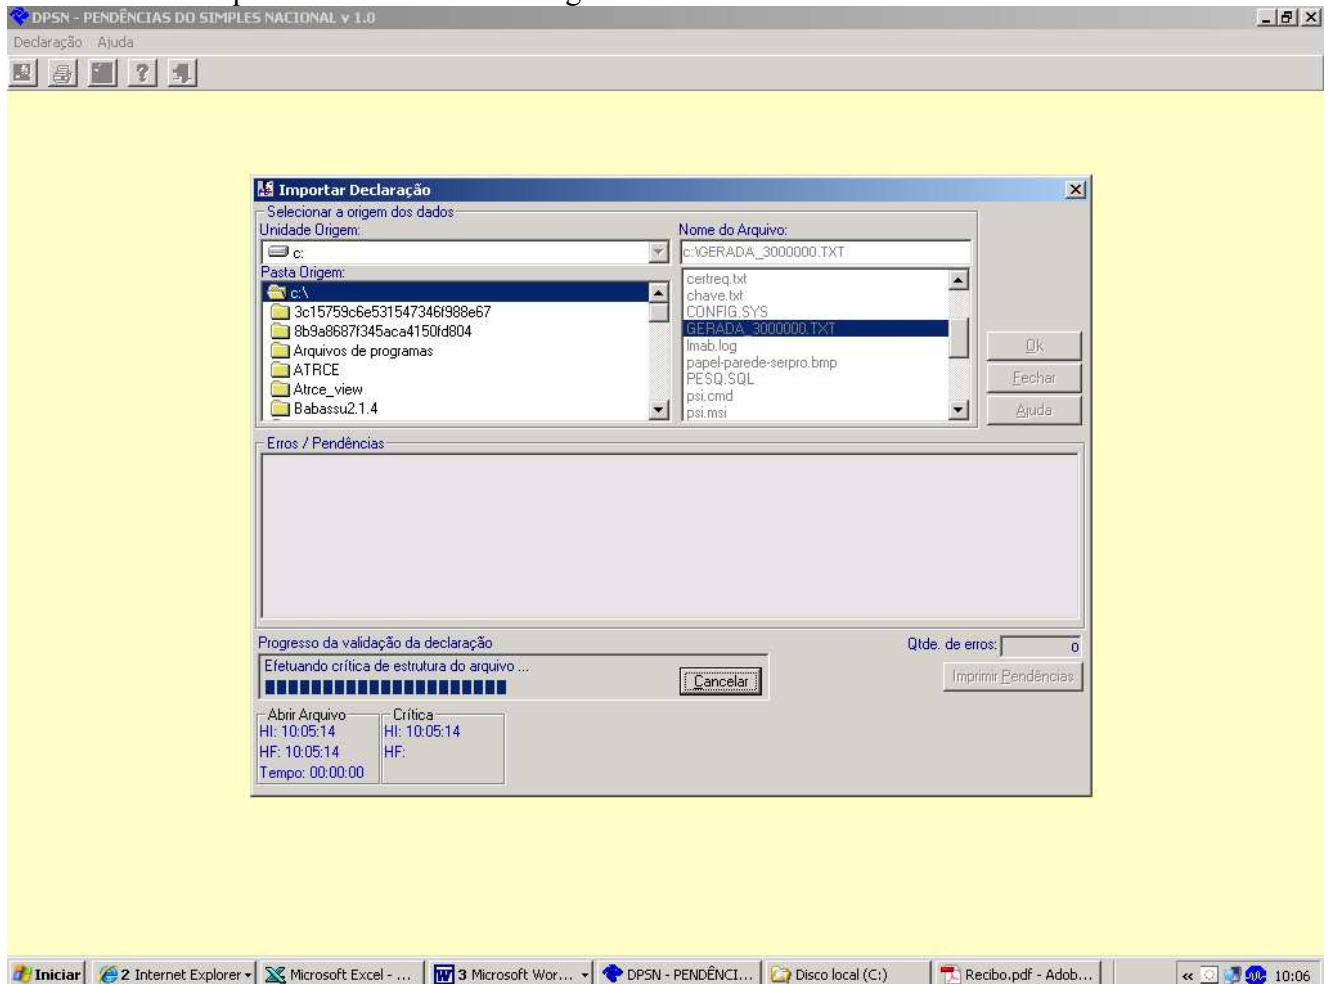 DPSN - PENDÊNCIAS DO SIMPLES NACIONAL v 1.0
Declaração Ajuda
Importar Declaração
Selecionar a origem dos dados
Unidade Origem:
c:
Pasta Origem:
c:\
3c15759c6e531547346f988e67
8b9a8687f345aca4150fd804
Arquivos de programas
ATRCE
Atrce_view
Babassu2.1.4
Nome do Arquivo:
c:\GERADA_3000000.TXT
certreq.txt
chave.txt
CONFIG.SYS
GERADA_3000000.TXT
lmab.log
papel-parede-serpro.bmp
PESQ.SQL
psi.cmd
psi.msi
Ok
Fechar
Ajuda
Erros / Pendências
Progresso da validação da declaração
Efetuando crítica de estrutura do arquivo ...
Cancelar
Qtde. de erros: 0
Imprimir Pendências
Abrir Arquivo
HI: 10:05:14
HF: 10:05:14
Tempo: 00:00:00
Crítica
HI: 10:05:14
HF:
Iniciar 2 Internet Explorer Microsoft Excel - ... 3 Microsoft Wor... DPSN - PENDÊNCI... Disco local (C:) Recibo.pdf - Adob... « 10:06